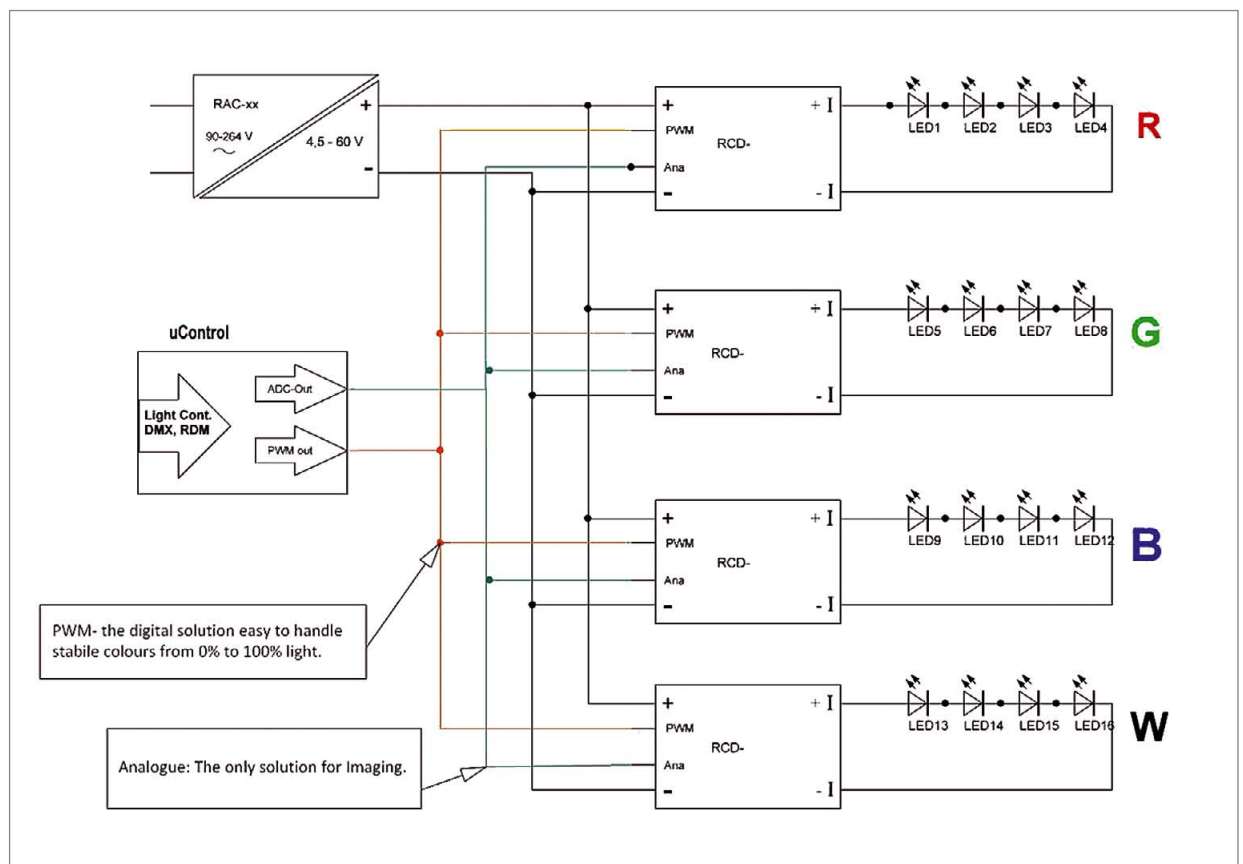 RAC-xx
90-264 V
+
4,5 - 60 V
-
+
PWM
Ana
-
RCD-
+ I
- I
LED1
LED2
LED3
LED4
R
+
PWM
Ana
-
RCD-
+ I
- I
LED5
LED6
LED7
LED8
G
uControl
Light Cont.
DMX, RDM
ADC-Out
PWM out
+
PWM
Ana
-
RCD-
+ I
- I
LED9
LED10
LED11
LED12
B
PWM- the digital solution easy to handle
stabile colours from 0% to 100% light.
+
PWM
Ana
-
RCD-
+ I
- I
LED13
LED14
LED15
LED16
W
Analogue: The only solution for Imaging.